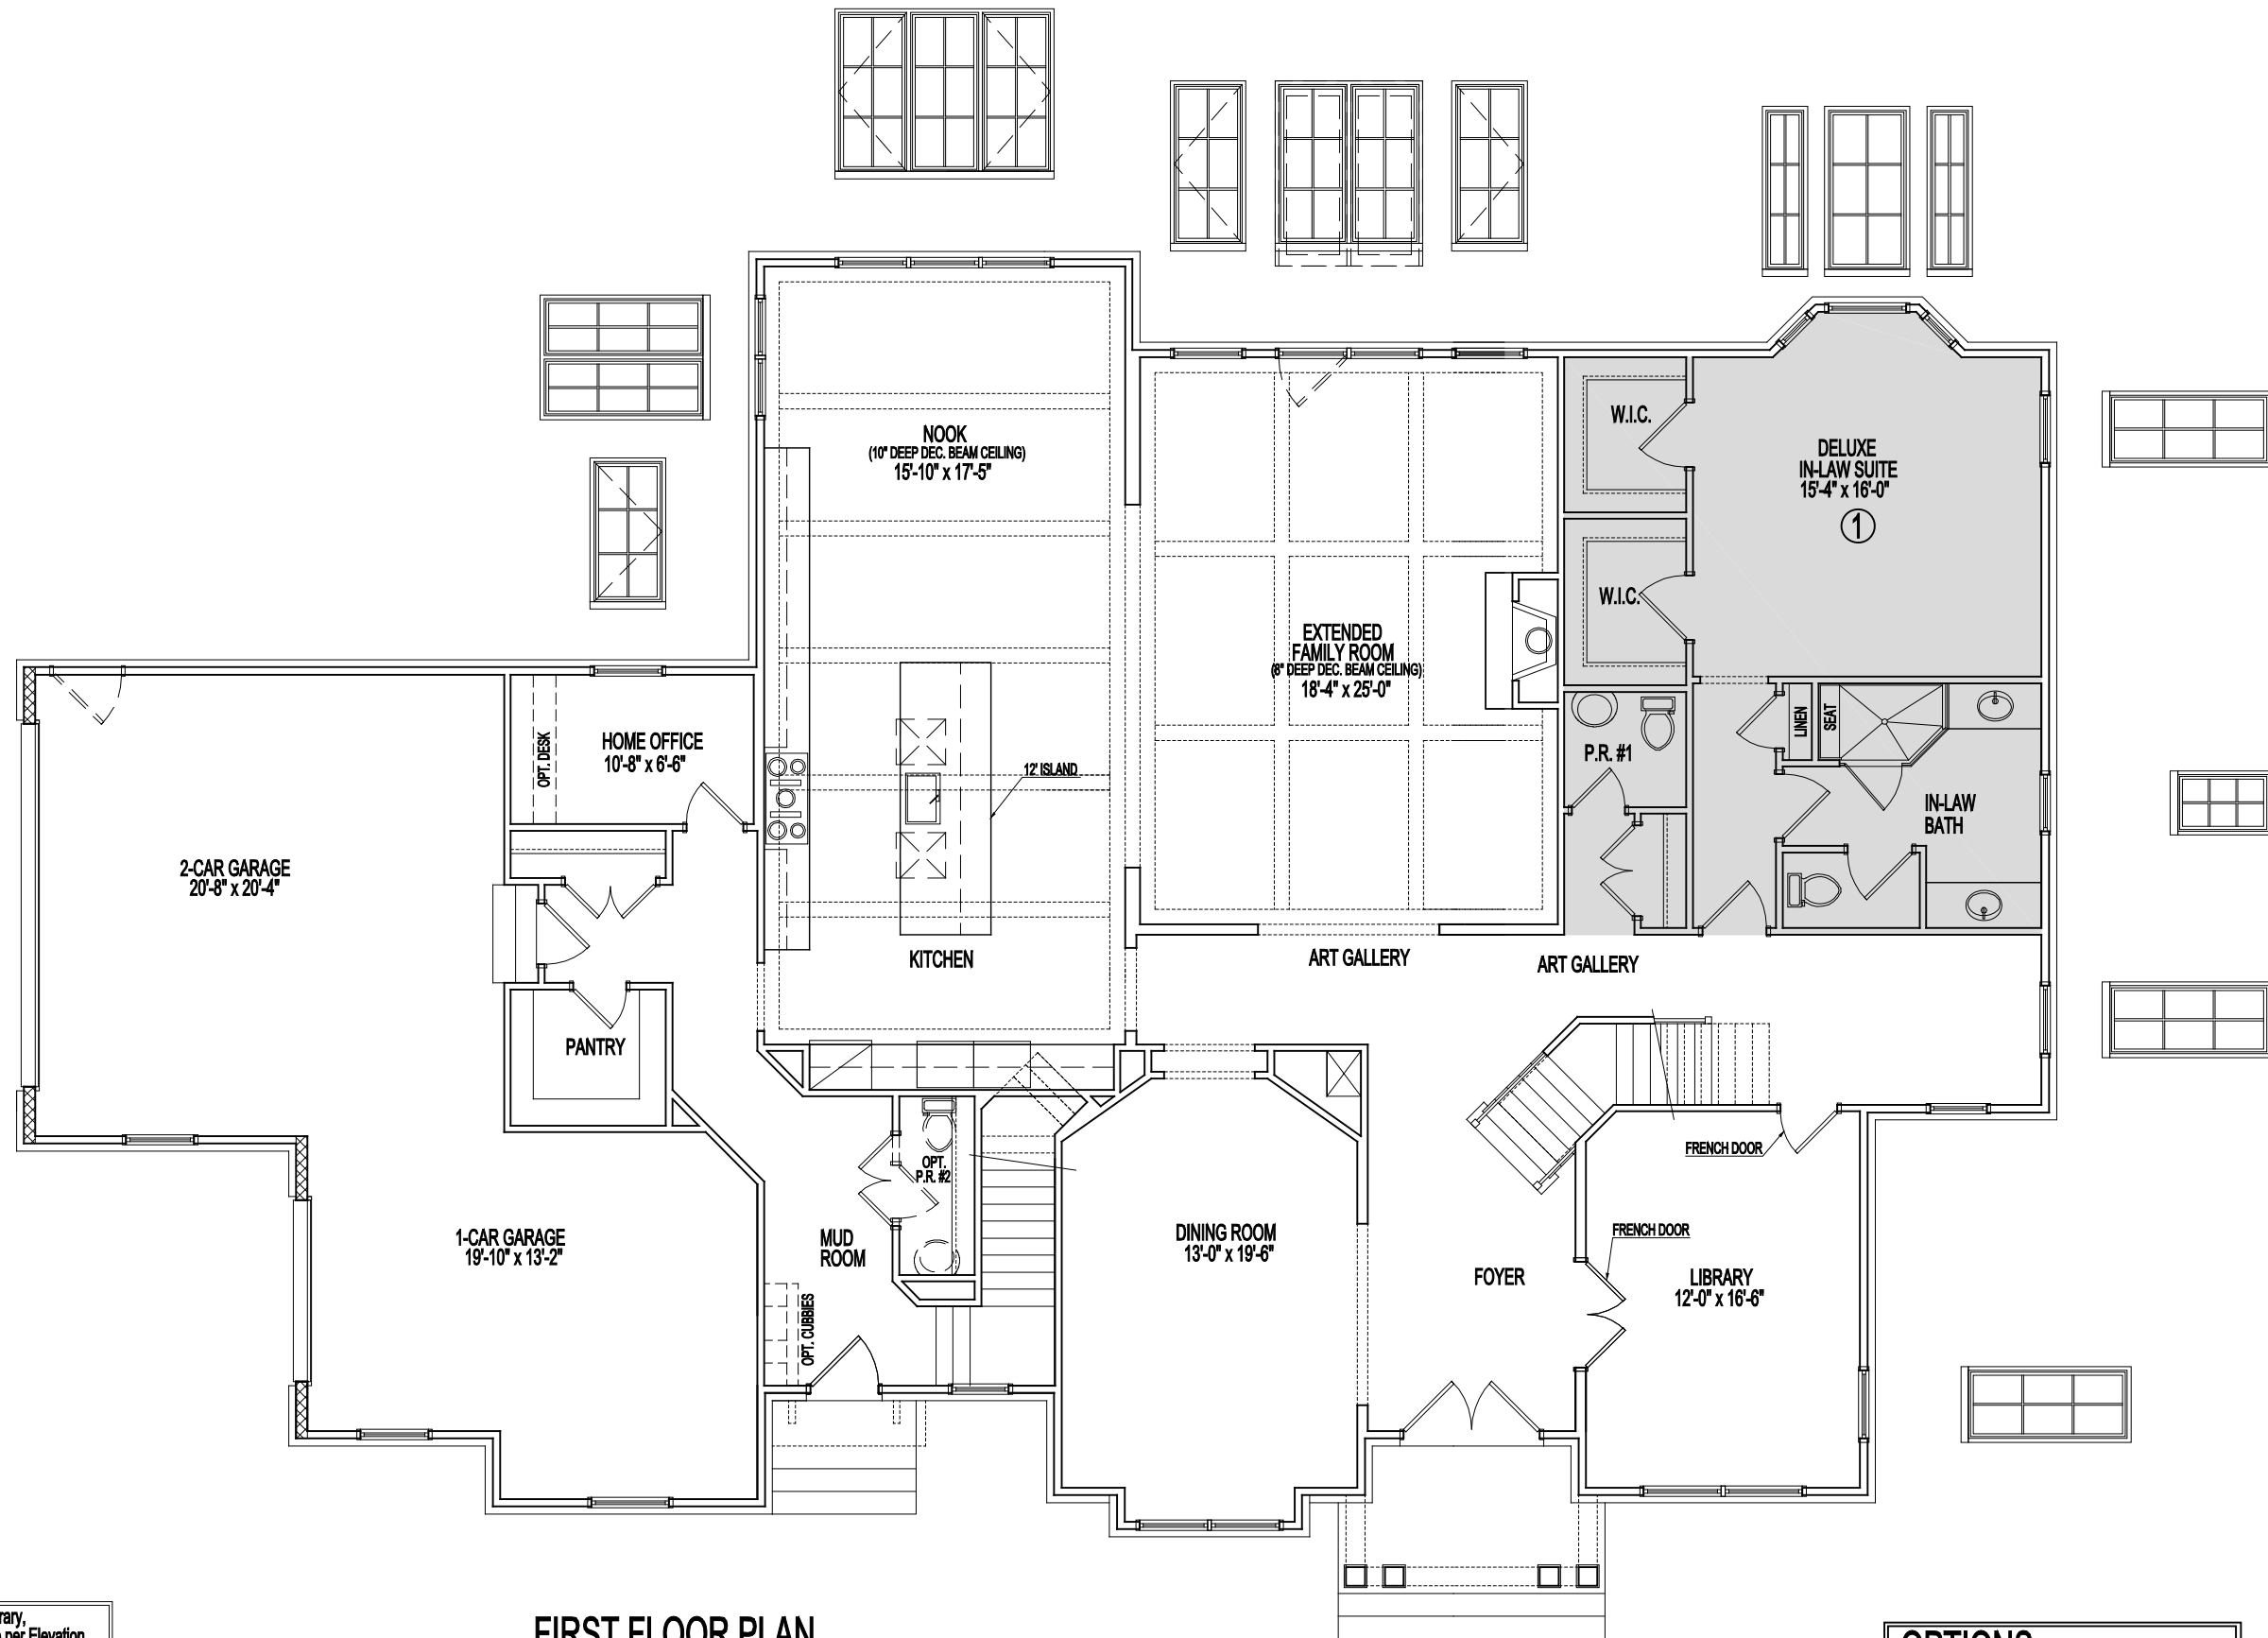 NOOK
(10" DEEP DEC. BEAM CEILING)
15'-10" x 17'-5"
W.I.C.
DELUXE
IN-LAW SUITE
15'-4" x 16'-0"
1
W.I.C.
EXTENDED
FAMILY ROOM
(8" DEEP DEC. BEAM CEILING)
18'-4" x 25'-0"
OPT. DESK
HOME OFFICE
10'-8" x 6'-6"
12' ISLAND
P.R. #1
LINEN
SEAT
IN-LAW
BATH
2-CAR GARAGE
20'-8" x 20'-4"
KITCHEN
ART GALLERY
ART GALLERY
PANTRY
FRENCH DOOR
OPT.
P.R. #2
1-CAR GARAGE
19'-10" x 13'-2"
MUD
ROOM
DINING ROOM
13'-0" x 19'-6"
FRENCH DOOR
FOYER
LIBRARY
12'-0" x 16'-6"
OPT. CUBBIES
per Elevation
FIRST FLOOR PLAN
OPTIONS